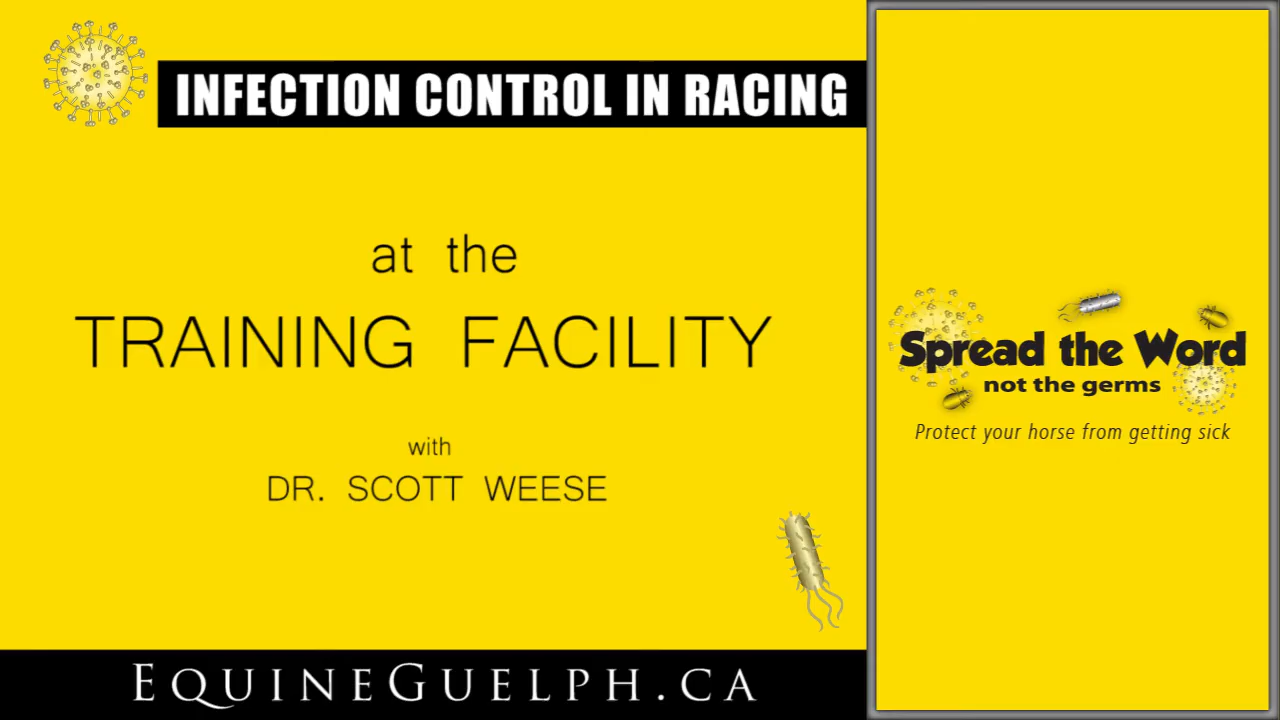 INFECTION CONTROL IN RACING
at the
TRAINING FACILITY
with
DR. SCOTT WEESE
EQUINEGUELPH.CA
Spread the Word
not the germs
Protect your horse from getting sick